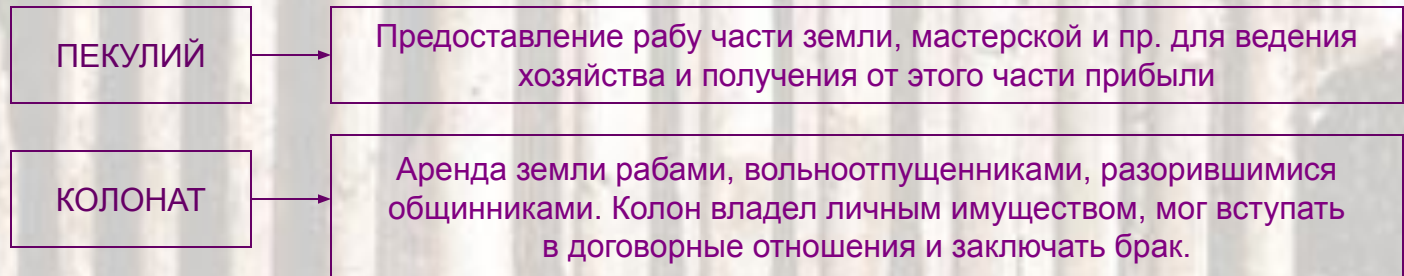 ПЕКУЛИЙ
Предоставление рабу части земли, мастерской и пр. для ведения
хозяйства и получения от этого части прибыли
КОЛОНАТ
Аренда земли рабами, вольноотпущенниками, разорившимися
общинниками. Колон владел личным имуществом, мог вступать
в договорные отношения и заключать брак.